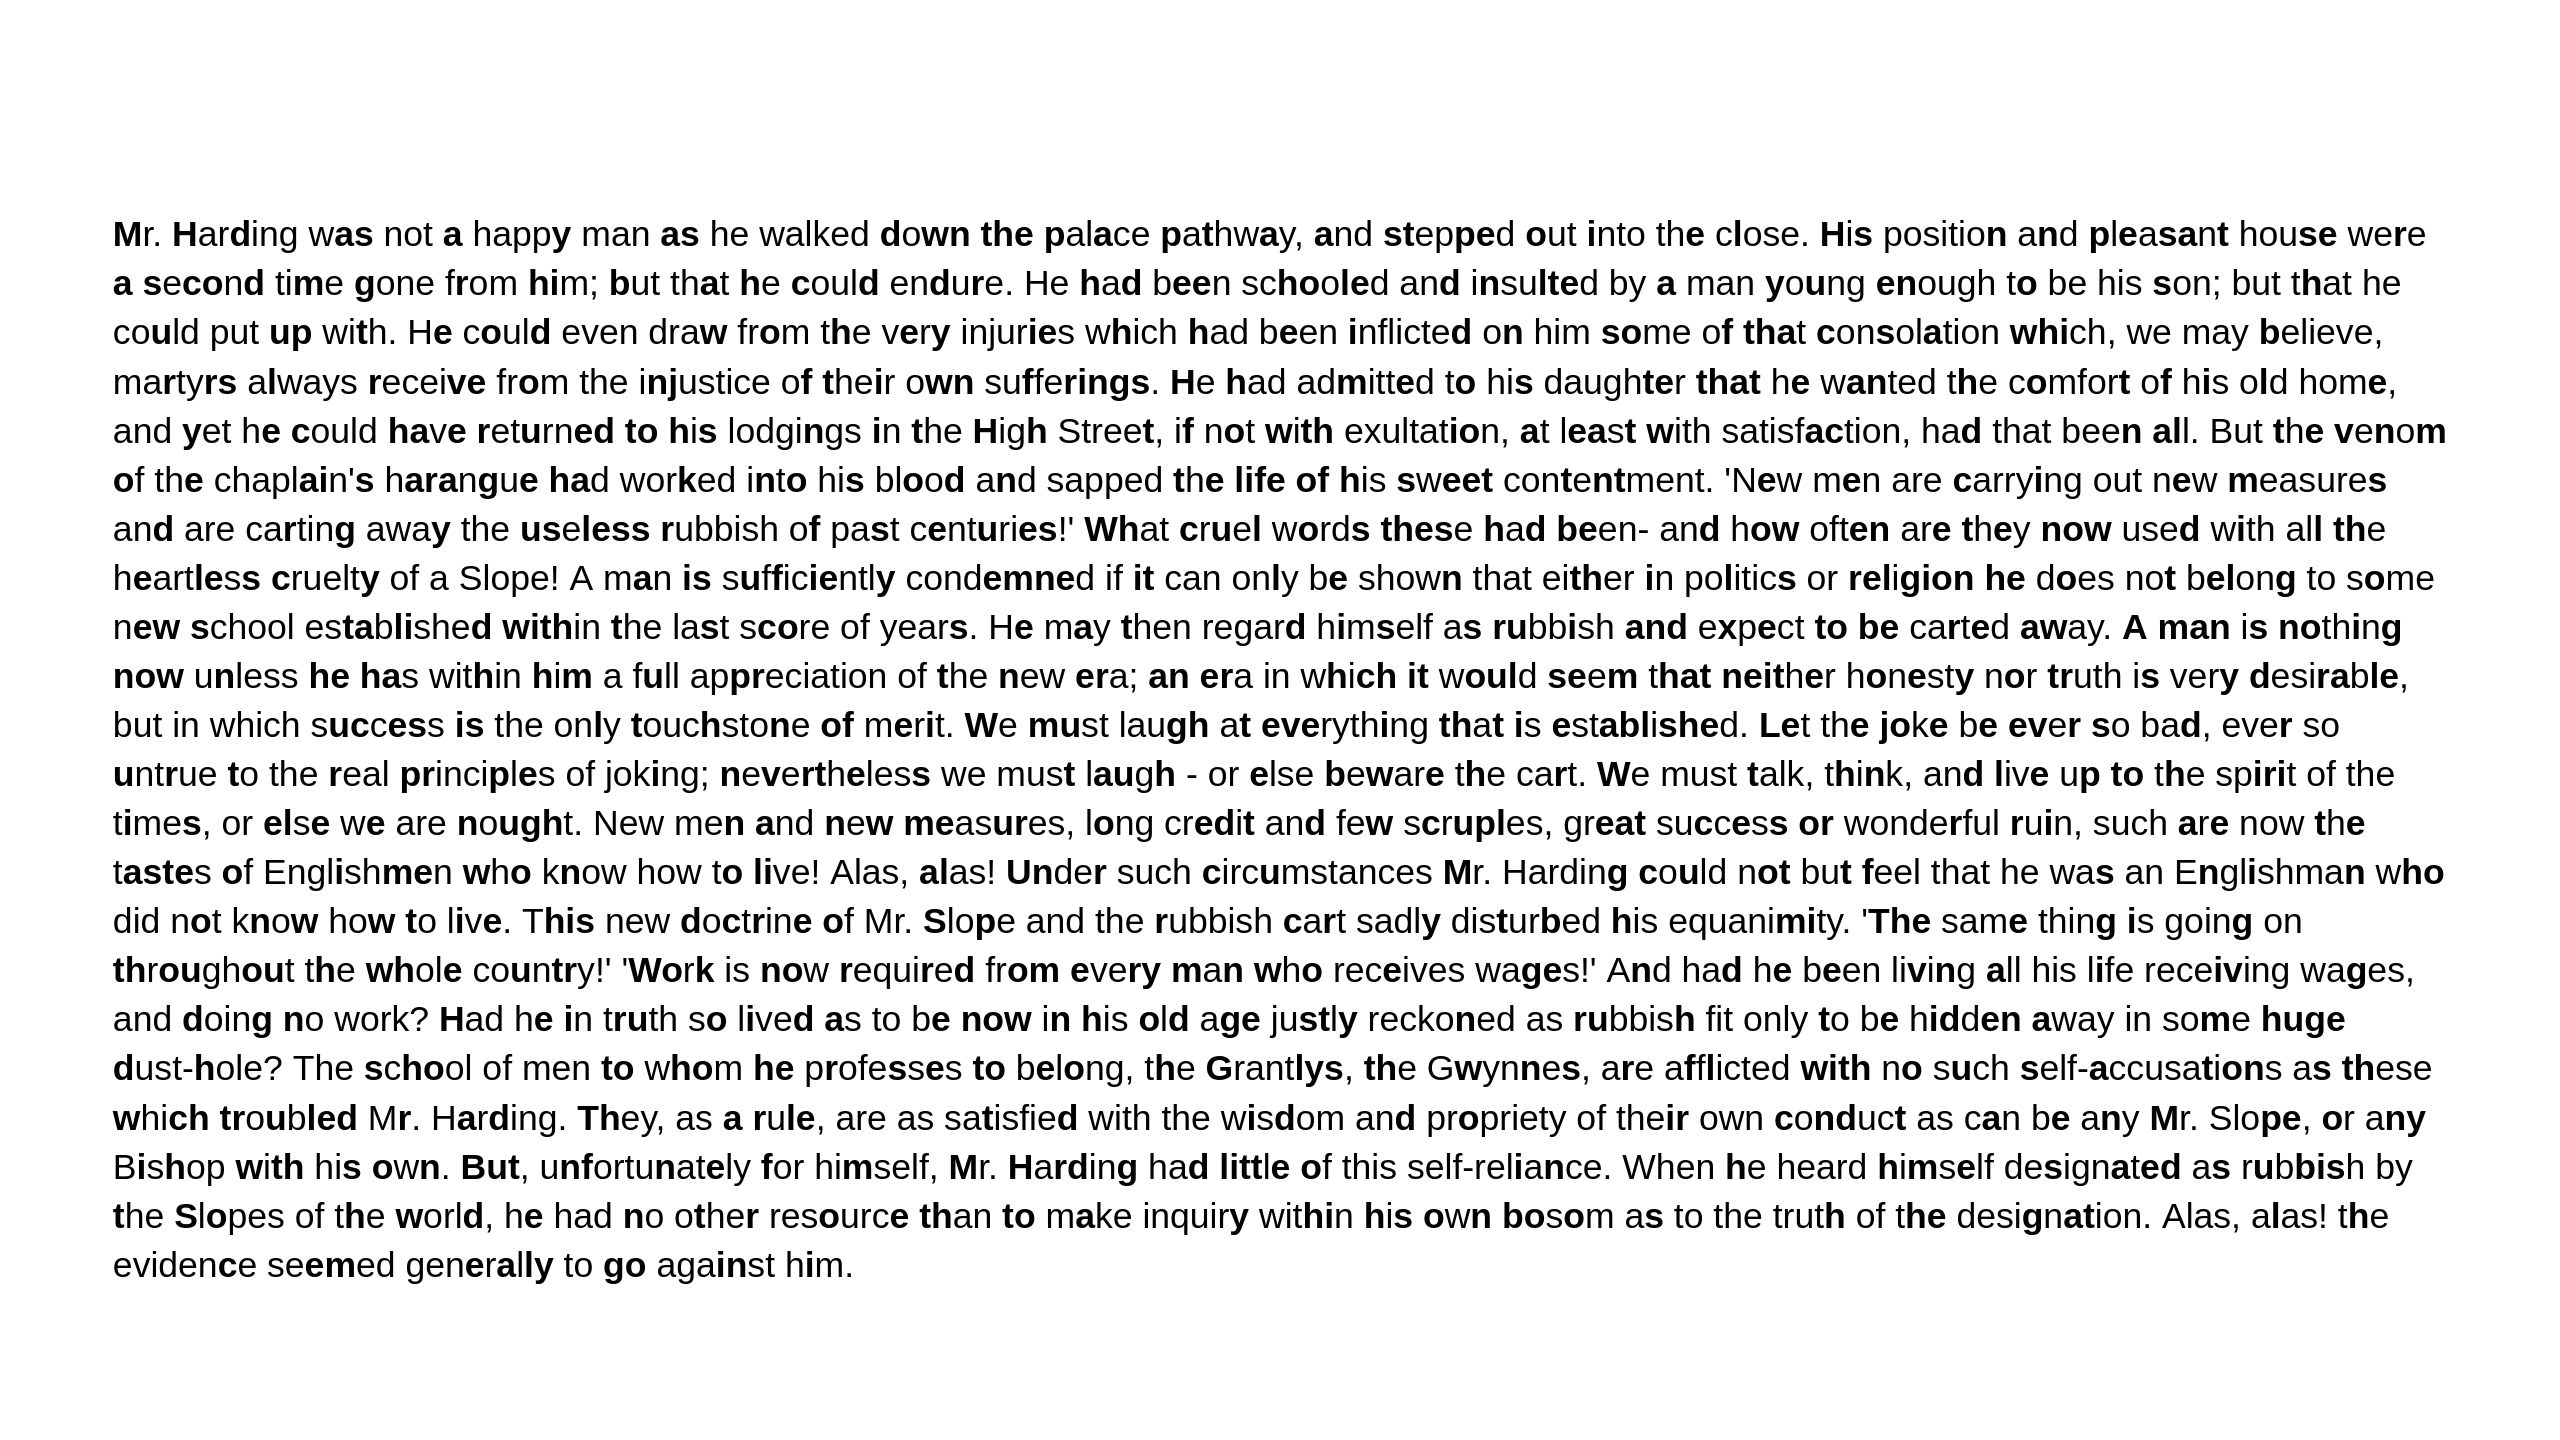 Mr. Harding was not a happy man as he walked down the palace pathway, and stepped out into the close. His position and pleasant house were
a second time gone from him; but that he could endure. He had been schooled and insulted by a man young enough to be his son; but that he
could put up with. He could even draw from the very injuries which had been inflicted on him some of that consolation which, we may believe,
martyrs always receive from the injustice of their own sufferings. He had admitted to his daughter that he wanted the comfort of his old home,
and yet he could have returned to his lodgings in the High Street, if not with exultation, at least with satisfaction, had that been all. But the venom
of the chaplain's harangue had worked into his blood and sapped the life of his sweet contentment. 'New men are carrying out new measures
and are carting away the useless rubbish of past centuries!' What cruel words these had been- and how often are they now used with all the
heartless cruelty of a Slope! A man is sufficiently condemned if it can only be shown that either in politics or religion he does not belong to some
new school established within the last score of years. He may then regard himself as rubbish and expect to be carted away. A man is nothing
now unless he has within him a full appreciation of the new era; an era in which it would seem that neither honesty nor truth is very desirable,
but in which success is the only touchstone of merit. We must laugh at everything that is established. Let the joke be ever so bad, ever so
untrue to the real principles of joking; nevertheless we must laugh - or else beware the cart. We must talk, think, and live up to the spirit of the
times, or else we are nought. New men and new measures, long credit and few scruples, great success or wonderful ruin, such are now the
tastes of Englishmen who know how to live! Alas, alas! Under such circumstances Mr. Harding could not but feel that he was an Englishman who
did not know how to live. This new doctrine of Mr. Slope and the rubbish cart sadly disturbed his equanimity. 'The same thing is going on
throughout the whole country!' 'Work is now required from every man who receives wages!' And had he been living all his life receiving wages,
and doing no work? Had he in truth so lived as to be now in his old age justly reckoned as rubbish fit only to be hidden away in some huge
dust-hole? The school of men to whom he professes to belong, the Grantlys, the Gwynnes, are afflicted with no such self-accusations as these
which troubled Mr. Harding. They, as a rule, are as satisfied with the wisdom and propriety of their own conduct as can be any Mr. Slope, or any
Bishop with his own. But, unfortunately for himself, Mr. Harding had little of this self-reliance. When he heard himself designated as rubbish by
the Slopes of the world, he had no other resource than to make inquiry within his own bosom as to the truth of the designation. Alas, alas! the
evidence seemed generally to go against him.